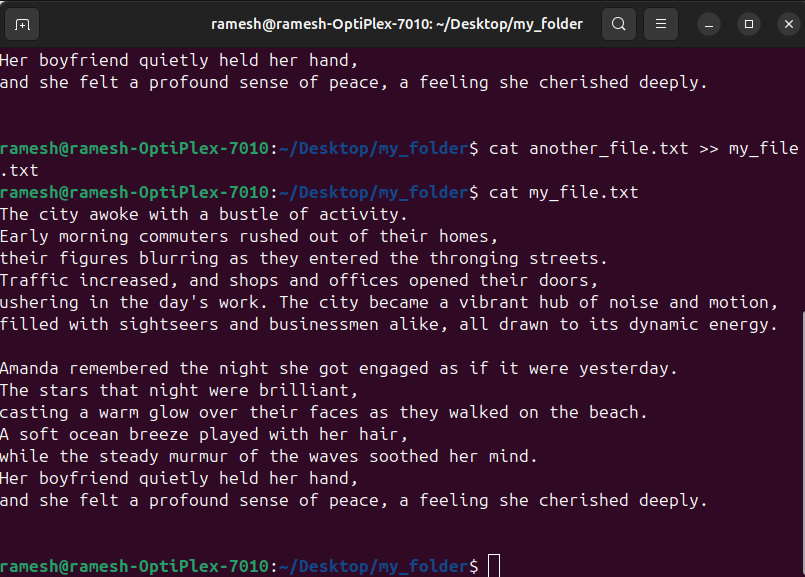 ramesh@ramesh-OptiPlex-7010: ~/Desktop/my_folder
Her boyfriend quietly held her hand,
and she felt a profound sense of peace, a feeling she cherished deeply.
ramesh@ramesh-OptiPlex-7010:~/Desktop/my_folder$ cat another_file.txt >> my_file
.txt
ramesh@ramesh-OptiPlex-7010:~/Desktop/my_folder$ cat my_file.txt
The city awoke with a bustle of activity.
Early morning commuters rushed out of their homes,
their figures blurring as they entered the thronging streets.
Traffic increased, and shops and offices opened their doors,
ushering in the day's work. The city became a vibrant hub of noise and motion,
filled with sightseers and businessmen alike, all drawn to its dynamic energy.
Amanda remembered the night she got engaged as if it were yesterday.
The stars that night were brilliant,
casting a warm glow over their faces as they walked on the beach.
A soft ocean breeze played with her hair,
while the steady murmur of the waves soothed her mind.
Her boyfriend quietly held her hand,
and she felt a profound sense of peace, a feeling she cherished deeply.
ramesh@ramesh-OptiPlex-7010:~/Desktop/my_folder$